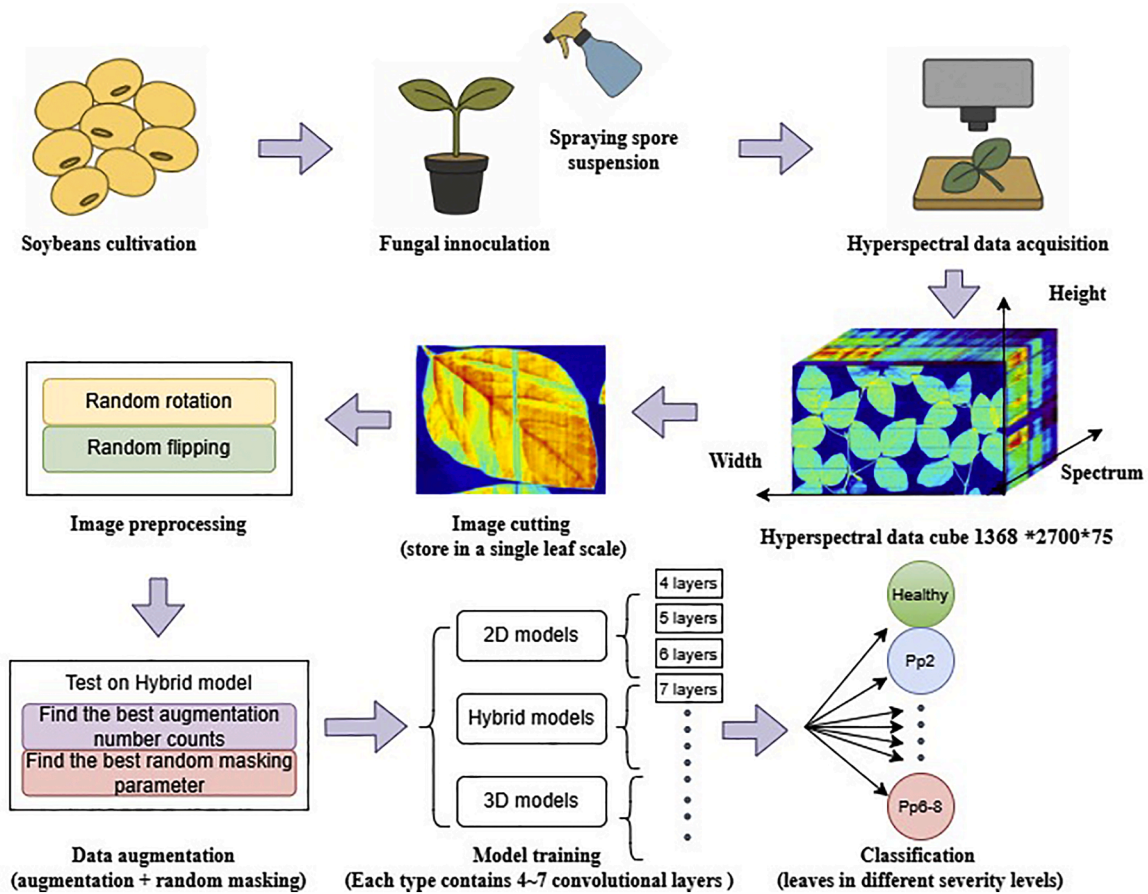 Spraying spore
suspension
Soybeans cultivation
Fungal innoculation
Hyperspectral data acquisition
Height
Width
Spectrum
Hyperspectral data cube 1368 *2700*75
Image cutting
(store in a single leaf scale)
Random rotation
Random flipping
Image preprocessing
Test on Hybrid model
Find the best augmentation
number counts
Find the best random masking
parameter
Data augmentation
(augmentation + random masking)
2D models
Hybrid models
3D models
4 layers
5 layers
6 layers
7 layers
Model training
(Each type contains 4~7 convolutional layers )
Healthy
Pp2
Pp6-8
Classification
(leaves in different severity levels)